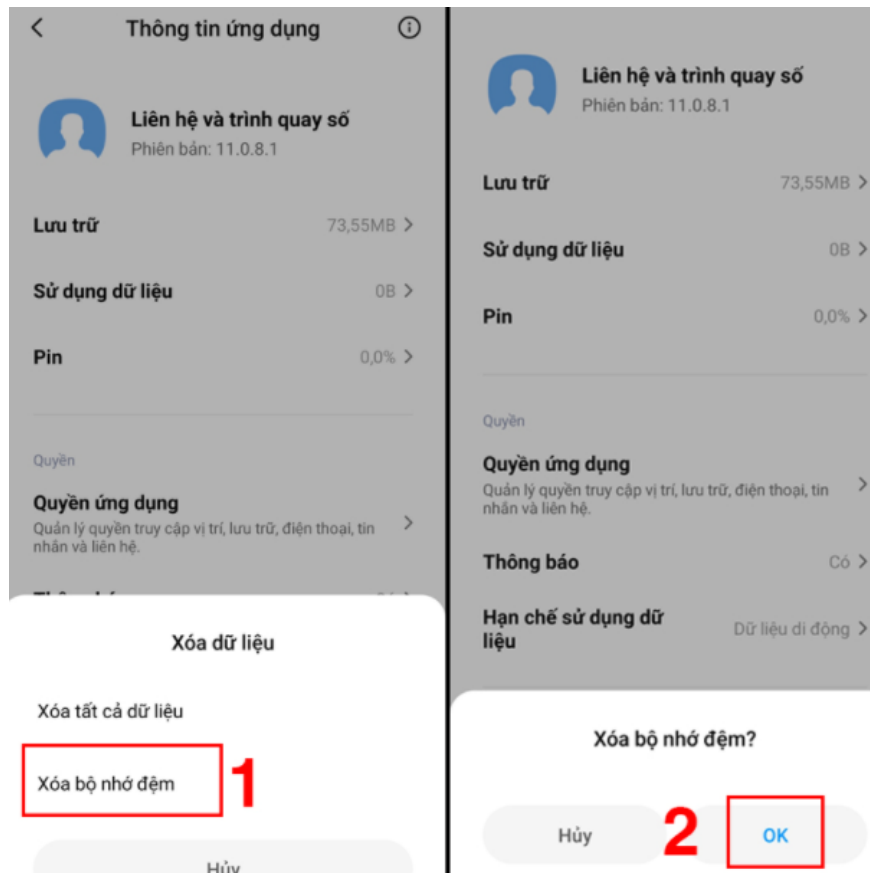 Thông tin ứng dụng
Liên hệ và trình quay số
Phiên bản: 11.0.8.1
Lưu trữ 73,55MB
Sử dụng dữ liệu 0B
Pin 0,0%
Quyền
Quyền ứng dụng
Quản lý quyền truy cập vị trí, lưu trữ, điện thoại, tin
nhắn và liên hệ.
Xóa dữ liệu
Xóa tất cả dữ liệu
Xóa bộ nhớ đệm 1
Hủy
Liên hệ và trình quay số
Phiên bản: 11.0.8.1
Lưu trữ 73,55MB
Sử dụng dữ liệu 0B
Pin 0,0%
Quyền
Quyền ứng dụng
Quản lý quyền truy cập vị trí, lưu trữ, điện thoại, tin
nhắn và liên hệ.
Thông báo Có
Hạn chế sử dụng dữ
liệu Dữ liệu di động
Xóa bộ nhớ đệm?
Hủy 2 OK